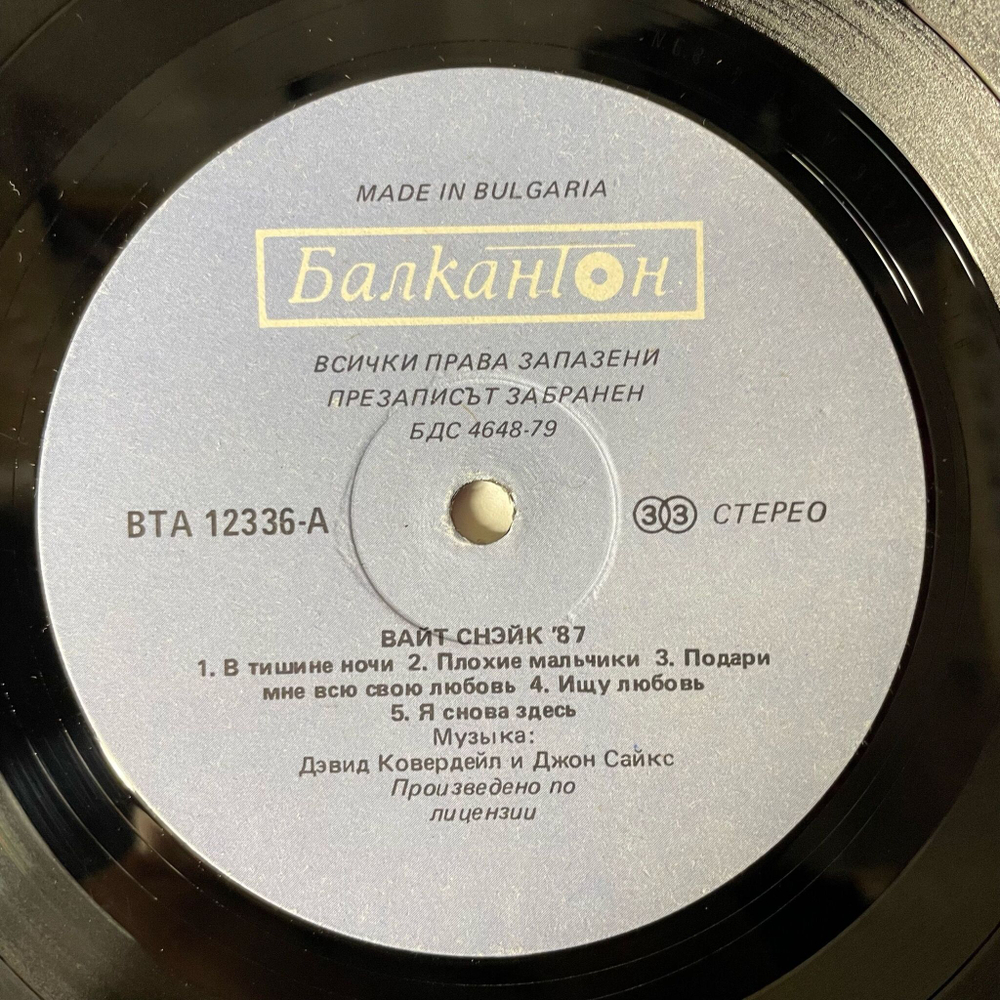 MADE IN BULGARIA
Балкантон
ВСИЧКИ ПРАВА ЗАПАЗЕНИ
ПРЕЗАПИСЪТ ЗАБРАНЕН
БДС 4648-79
ВТА 12336-А
33 СТЕРЕО
ВАЙТ СНЭЙК '87
1. В тишине ночи 2. Плохие мальчики 3. Подари
мне всю свою любовь 4. Ищу любовь
5. Я снова здесь
Музыка:
Дэвид Ковердейл и Джон Сайкс
Произведено по
лицензии